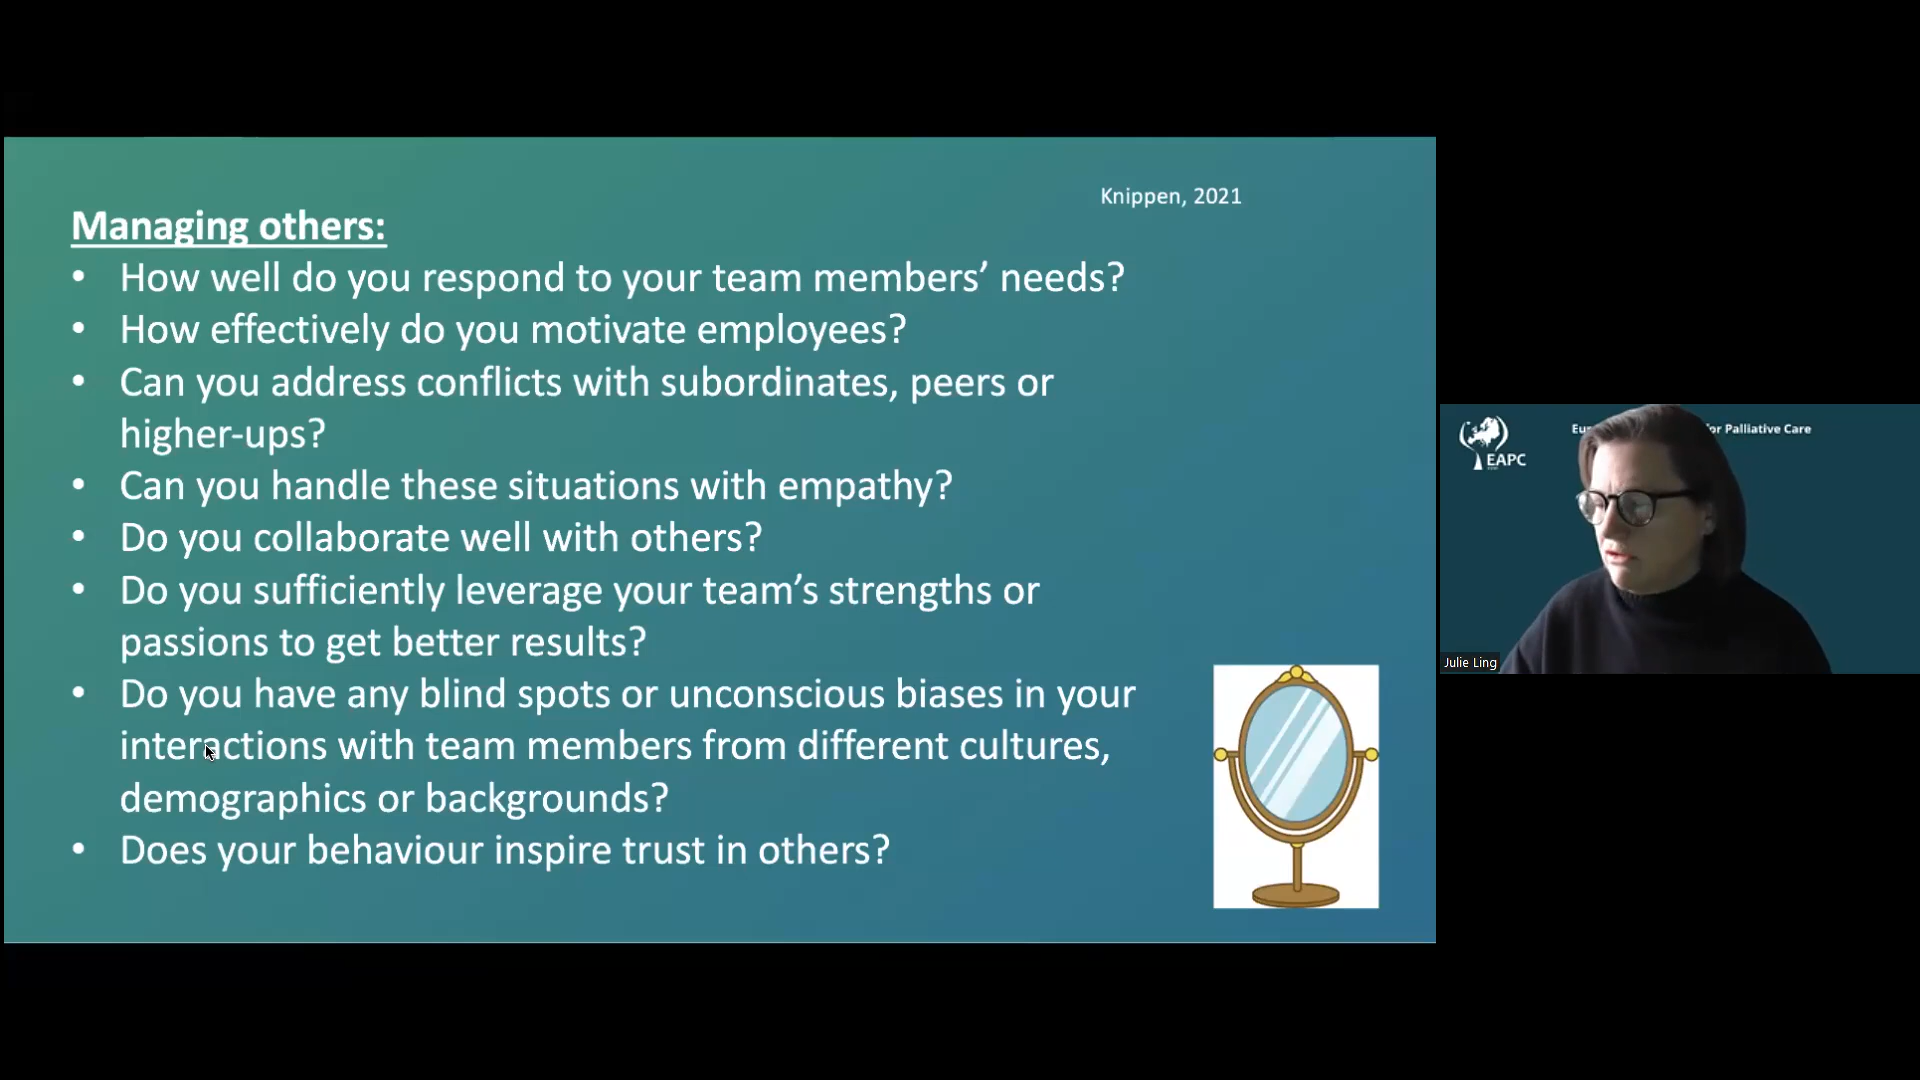 Knippen, 2021
Managing others:
• How well do you respond to your team members’ needs?
• How effectively do you motivate employees?
• Can you address conflicts with subordinates, peers or
higher-ups?
• Can you handle these situations with empathy?
• Do you collaborate well with others?
• Do you sufficiently leverage your team’s strengths or
passions to get better results?
• Do you have any blind spots or unconscious biases in your
interactions with team members from different cultures,
demographics or backgrounds?
• Does your behaviour inspire trust in others?
EAPC
for Palliative Care
Julie Ling